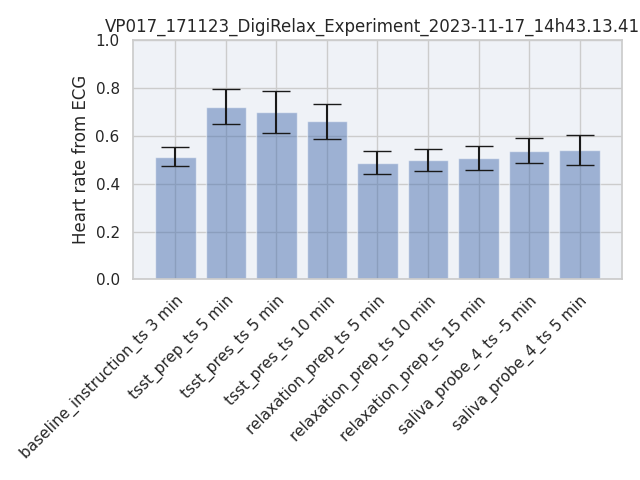 VP017_171123_DigiRelax_Experiment_2023-11-17_14h43.13.41
1.0
0.8
0.6
0.4
0.2
0.0
Heart rate from ECG
baseline_instruction_ts 3 min
tsst_prep_ts 5 min
tsst_pres_ts 5 min
tsst_pres_ts 10 min
relaxation_prep_ts 5 min
relaxation_prep_ts 10 min
relaxation_prep_ts 15 min
saliva_probe_4_ts -5 min
saliva_probe_4_ts 5 min